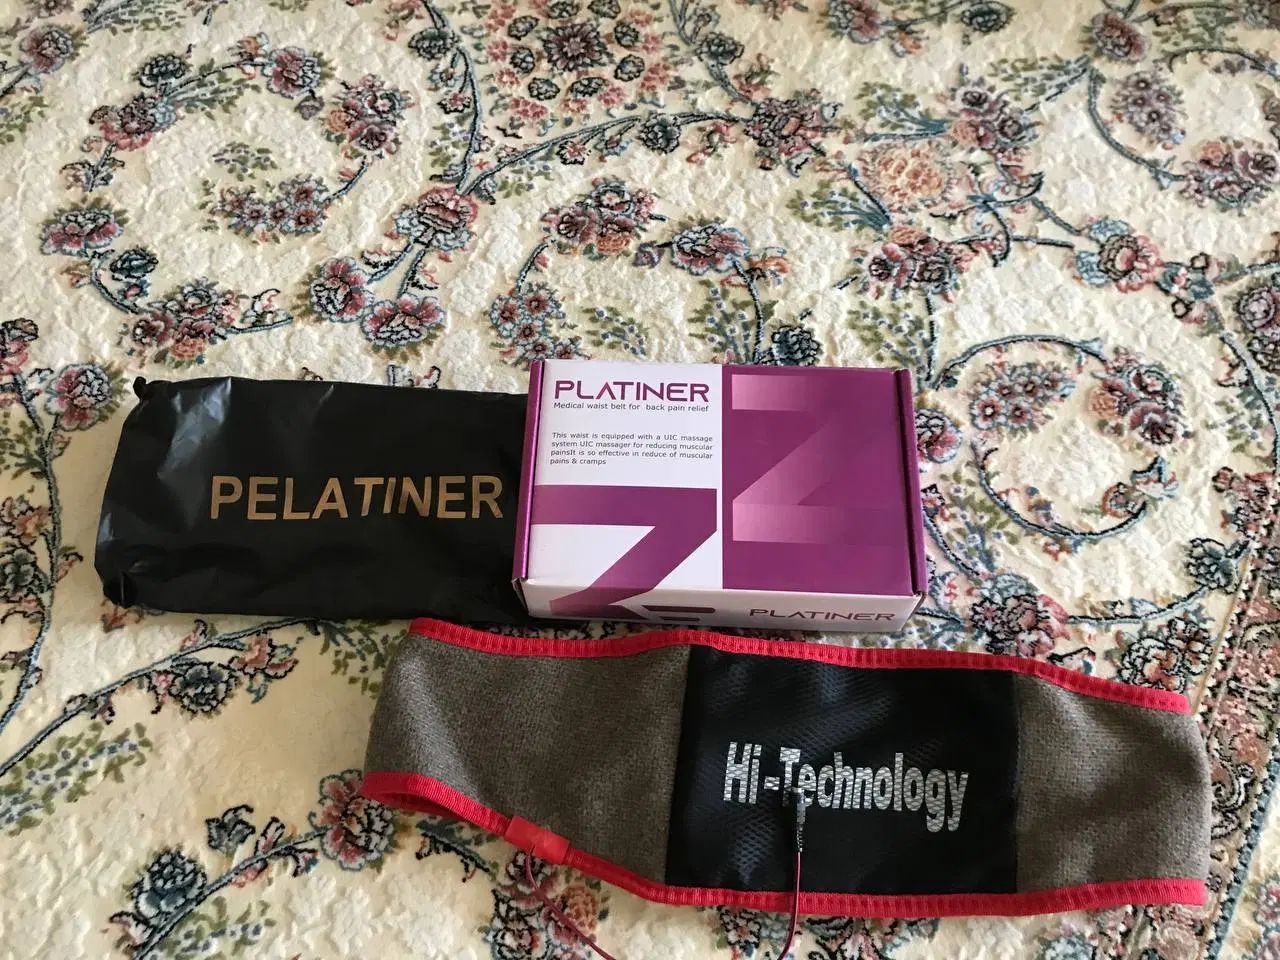 PELATINER
PLATINER
Medical waist belt for back pain relief
This waist is equipped with a UIC massage
system UIC massager for reducing muscular
painsIt is so effective in reduce of muscular
pains & cramps
PLATINER
Hi-Technology